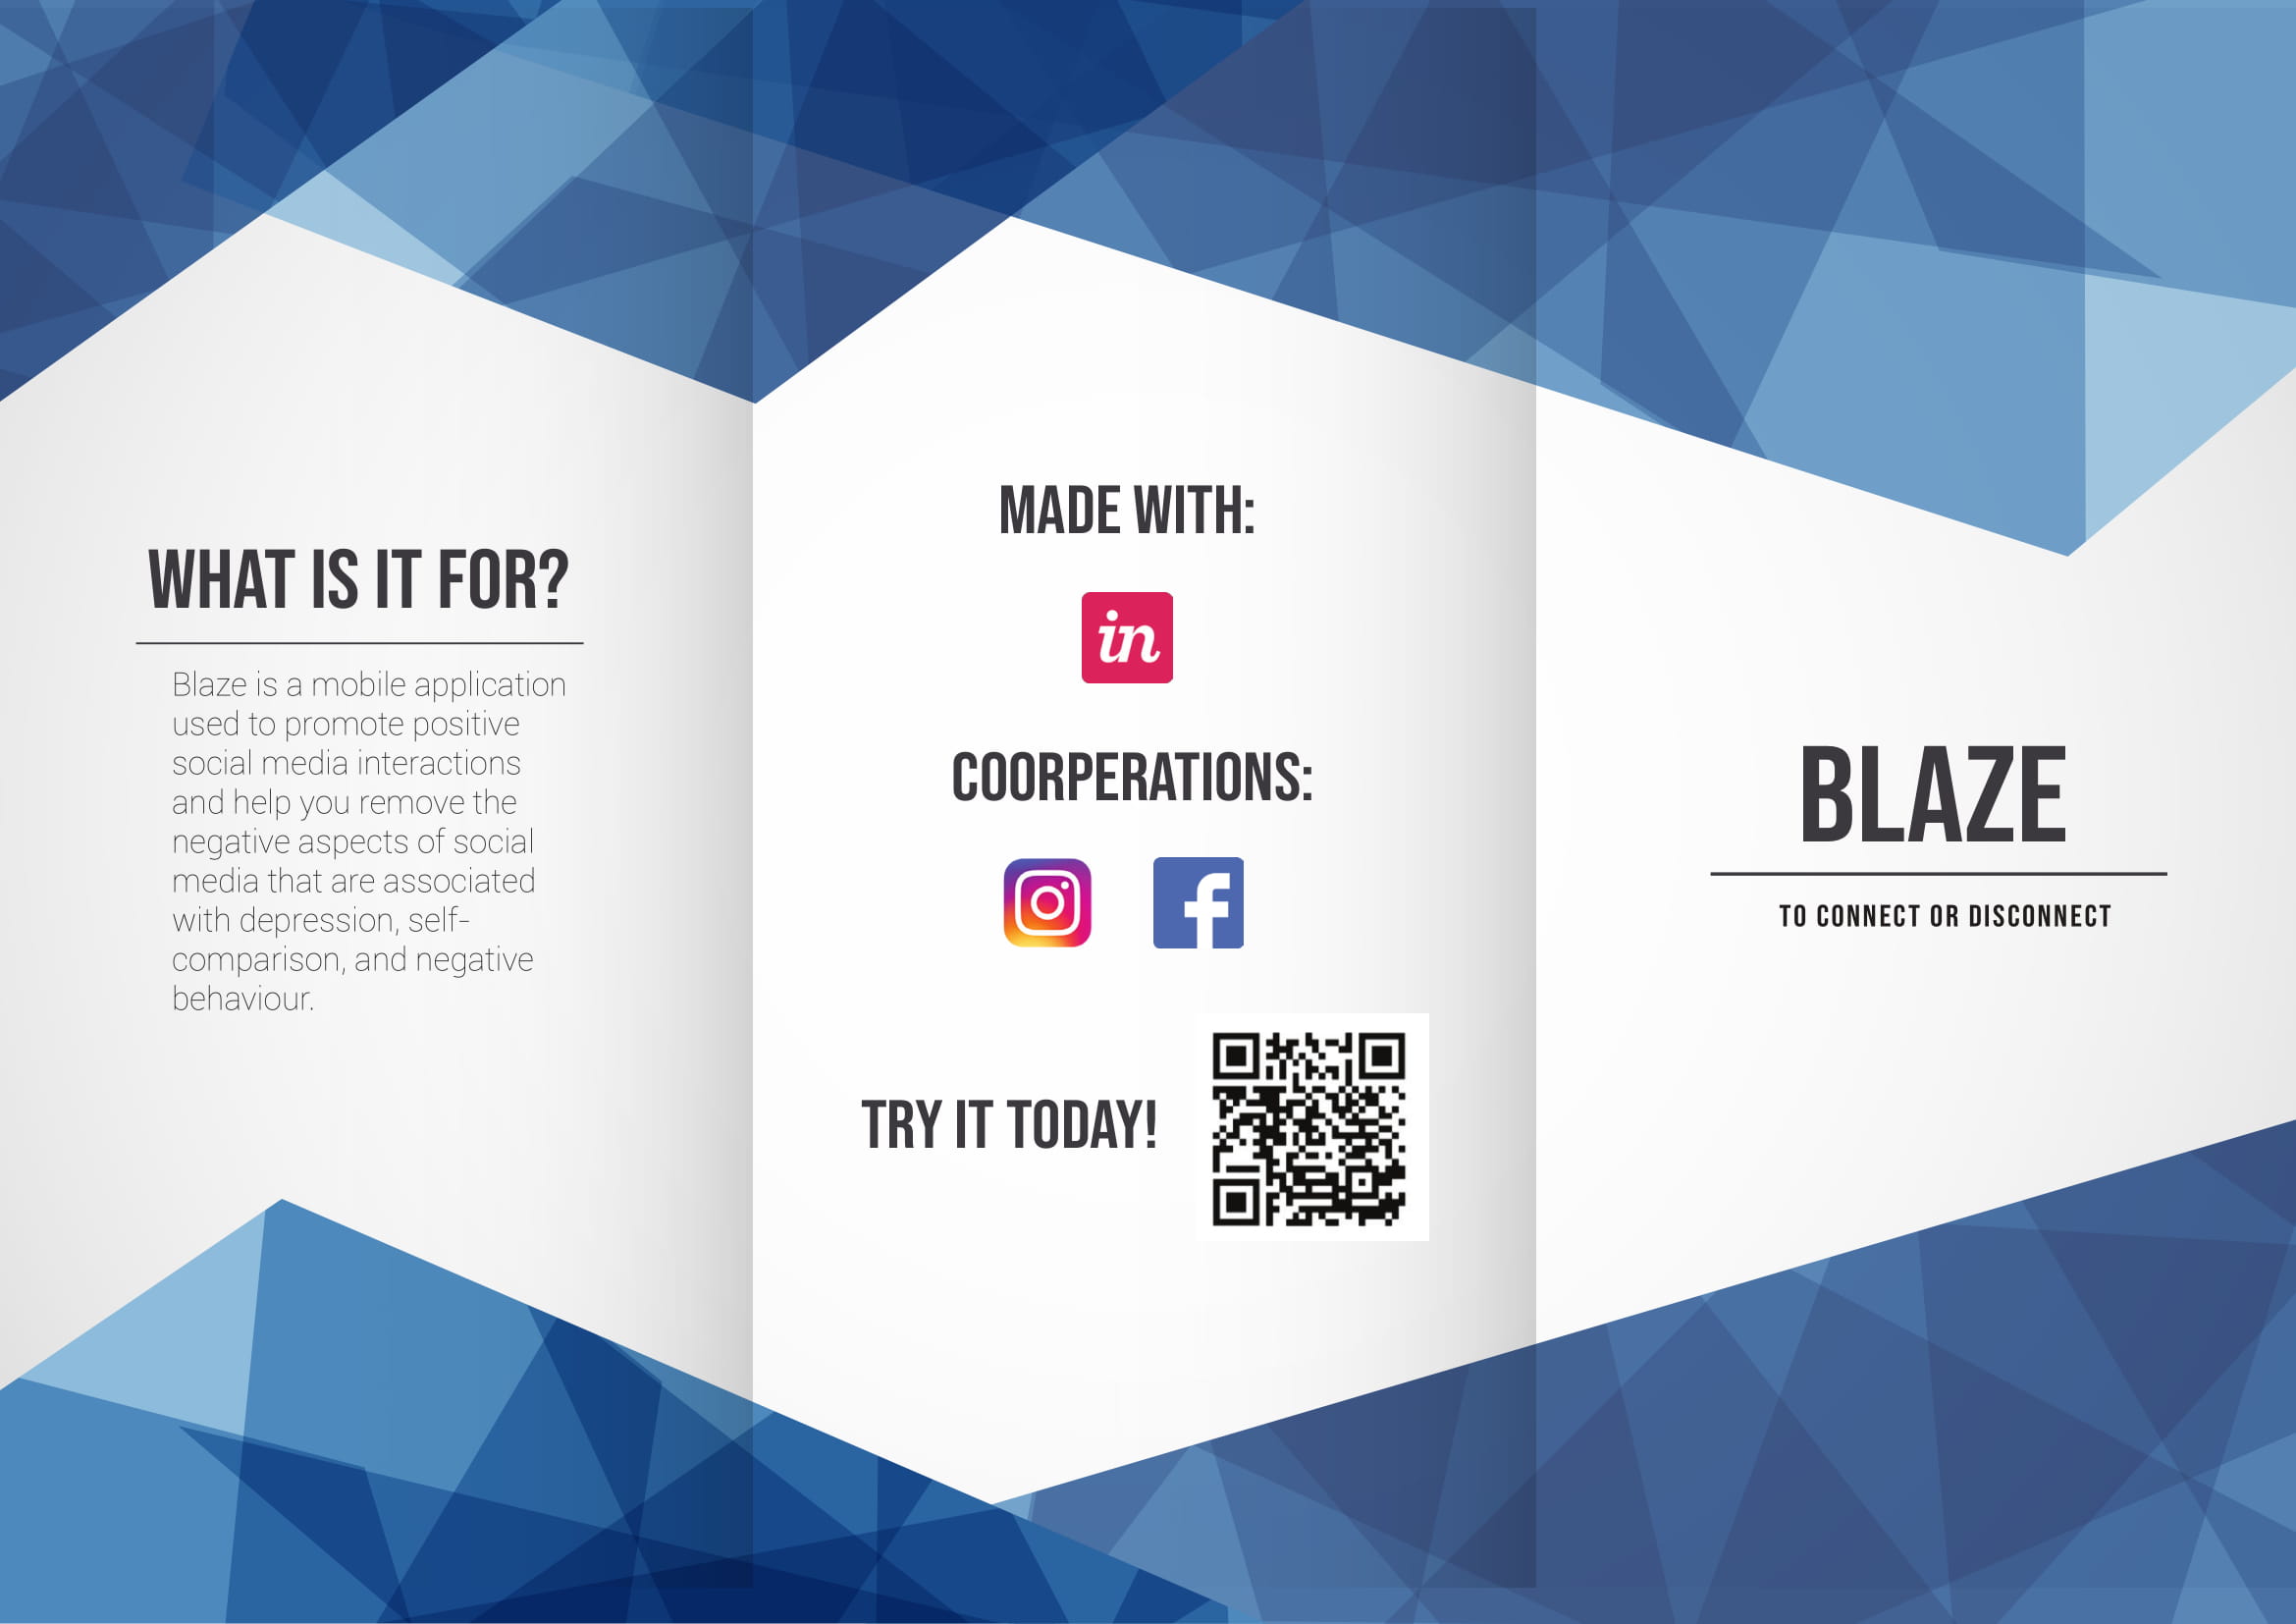 WHAT IS IT FOR?
Blaze is a mobile application
used to promote positive
social media interactions
and help you remove the
negative aspects of social
media that are associated
with depression, self-
comparison, and negative
behaviour.
MADE WITH:
in
COORPERATIONS:
f
TRY IT TODAY!
BLAZE
TO CONNECT OR DISCONNECT